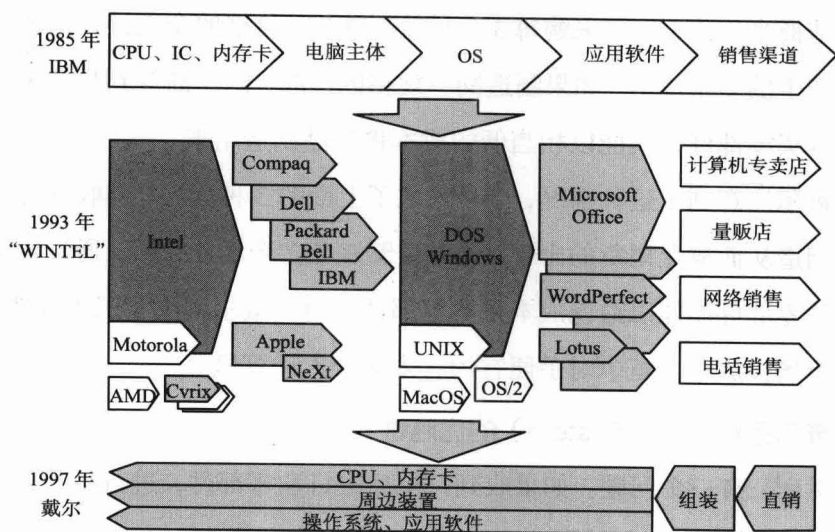 1985 年
IBM
CPU、IC、内存卡
电脑主体
OS
应用软件
销售渠道
1993 年
“WINTEL”
Intel
Motorola
AMD
Cyrix
Compaq
Dell
Packard
Bell
IBM
Apple
NeXt
DOS
Windows
UNIX
MacOS
OS/2
Microsoft
Office
WordPerfect
Lotus
计算机专卖店
量贩店
网络销售
电话销售
1997 年
戴尔
CPU、内存卡
周边装置
操作系统、应用软件
组装
直销